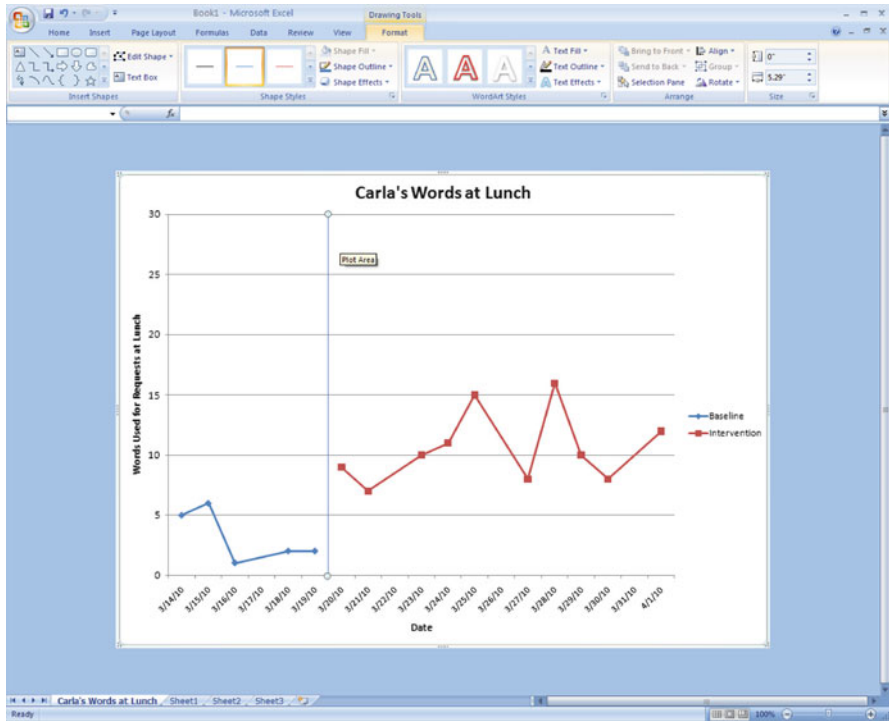 Book1 - Microsoft Excel
Drawing Tools
Home Insert Page Layout Formulas Data Review View Format
Edit Shape
Text Box
Insert Shapes
Shape Fill
Shape Outline
Shape Effects
Shape Styles
A A A
Text Fill
Text Outline
Text Effects
WordArt Styles
Bring to Front
Send to Back
Selection Pane
Align
Group
Rotate
Arrange
0"
5.29"
Size
fx
Carla's Words at Lunch
Words Used for Requests at Lunch
30
25
20
15
10
5
0
Plot Area
Baseline
Intervention
3/14/10 3/15/10 3/16/10 3/17/10 3/18/10 3/19/10 3/20/10 3/21/10 3/22/10 3/23/10 3/24/10 3/25/10 3/26/10 3/27/10 3/28/10 3/29/10 3/30/10 3/31/10 4/1/10
Date
Carla's Words at Lunch Sheet1 Sheet2 Sheet3
Ready
100%